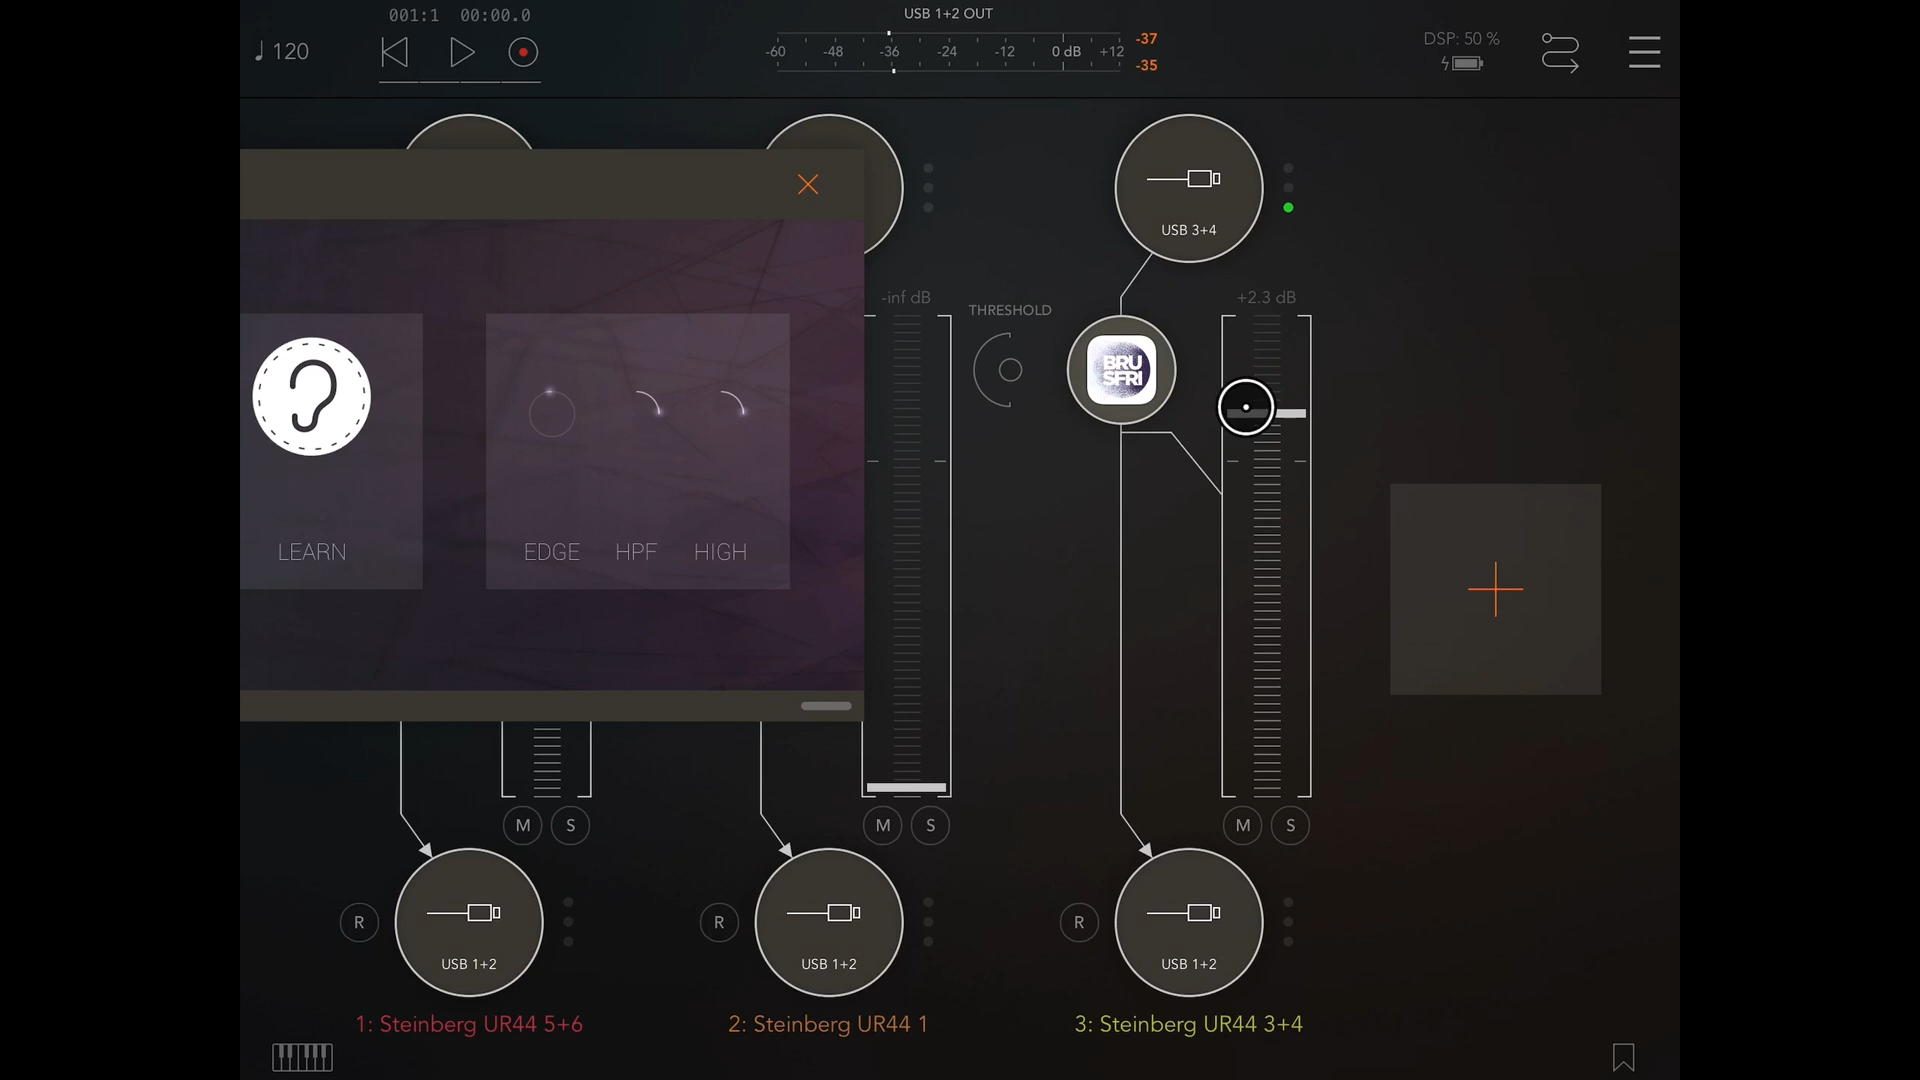 001:1 00:00.0
120
USB 1+2 OUT
-60 -48 -36 -24 -12 0 dB +12
-37
-35
DSP: 50 %
USB 3+4
-inf dB
THRESHOLD
+2.3 dB
BRU
SFRI
LEARN
EDGE HPF HIGH
M S
M S
M S
R
USB 1+2
R
USB 1+2
R
USB 1+2
1: Steinberg UR44 5+6
2: Steinberg UR44 1
3: Steinberg UR44 3+4